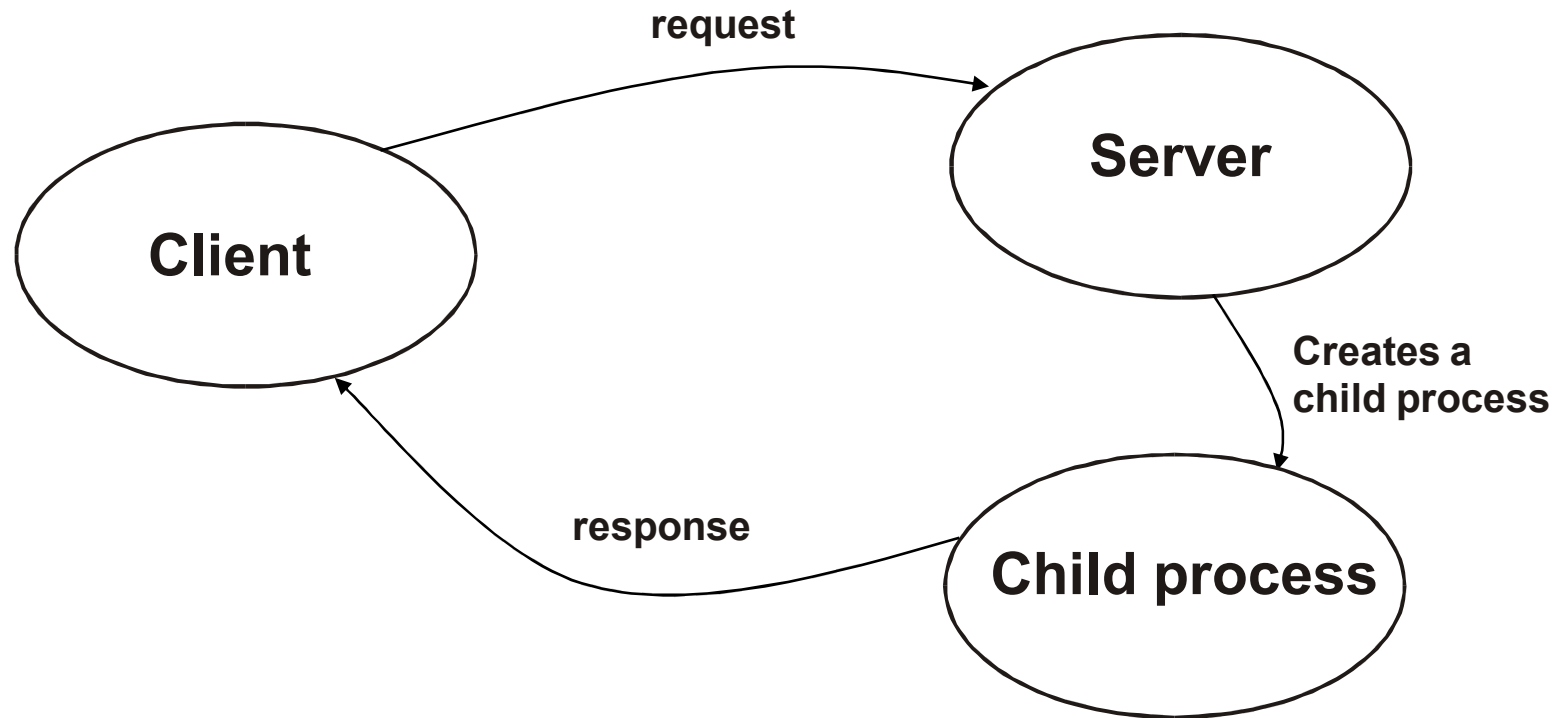 request
Server
Client
Creates a
child process
response
Child process